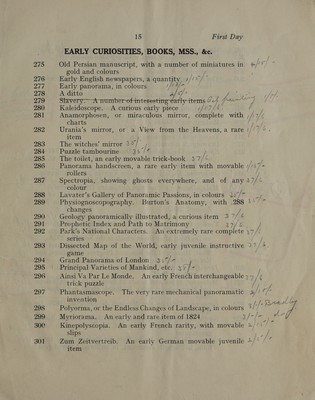 15 First Day
EARLY CURIOSITIES, BOOKS, MSS., &c.
275 Old Persian manuscript, with a number of miniatures in
gold and colours
276 Early English newspapers, a quantity
277 Early panorama, in colours
278 A ditto
279 Slavery. A number of interesting early items
280 Kaleidoscope. A curious early piece
281 Anamorphosen, or miraculous mirror, complete with
charts
282 Urania's mirror, or a View from the Heavens, a rare
item
283 The witches' mirror
284 Puzzle tambourine
285 The toilet, an early movable trick-book
286 Panorama handscreen, a rare early item with movable
rollers
287 Spectropia, showing ghosts everywhere, and of any
colour
288 Lavater's Gallery of Panoramic Passions, in colours
289 Physiognoscopography. Burton's Anatomy, with 288
changes
290 Geology panoramically illustrated, a curious item
291 Prophetic Index and Path to Matrimony
292 Park's National Characters. An extremely rare complete
series
293 Dissected Map of the World, early juvenile instructive
game
294 Grand Panorama of London
295 Principal Varieties of Mankind, etc.
296 Ainsi Va Par Le Monde. An early French interchangeable
trick puzzle
297 Phantasmascope. The very rare mechanical panoramatic
invention
298 Polyorma, or the Endless Changes of Landscape, in colours
299 Myriorama. An early and rare item of 1824
300 Kinepolyscopia. An early French rarity, with movable
slips
301 Zum Zeitvertreib. An early German movable juvenile
item